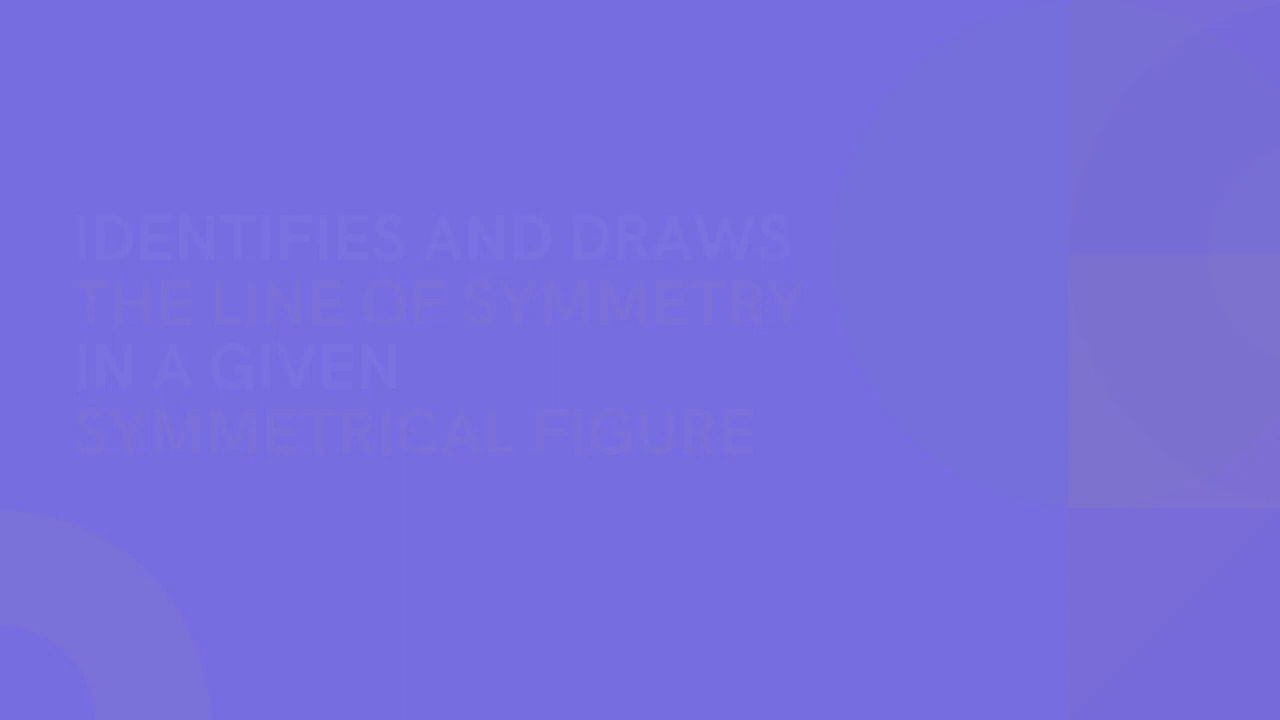 IDENTIFIES AND DRAWS
THE LINE OF SYMMETRY
IN A GIVEN
SYMMETRICAL FIGURE